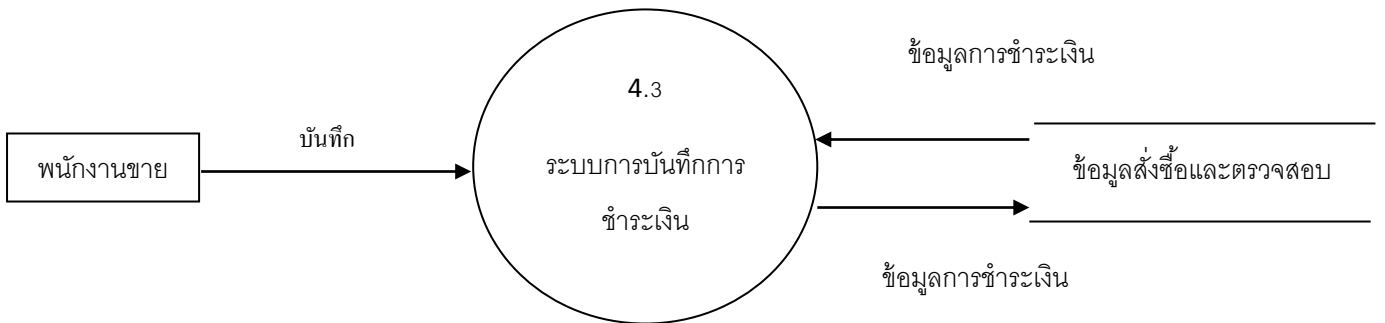 ข้อมูลการชำระเงิน
4.3
บันทึก
พนักงานขาย
ระบบการบันทึกการ
ชำระเงิน
ข้อมูลสั่งซื้อและตรวจสอบ
ข้อมูลการชำระเงิน